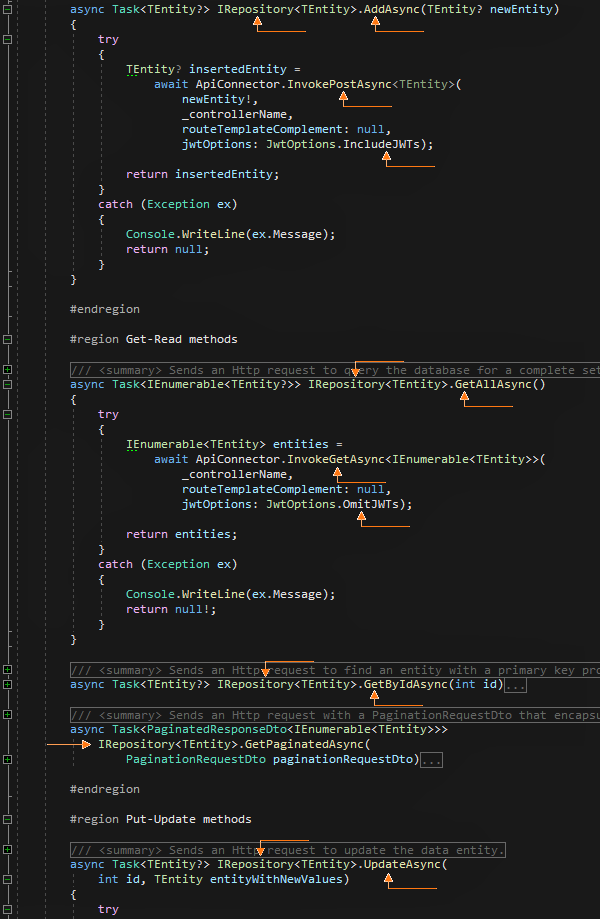 async Task<TEntity?> IRepository<TEntity>.AddAsync(TEntity? newEntity)
{
try
{
TEntity? insertedEntity =
await ApiConnector.InvokePostAsync<TEntity>(
newEntity!,
_controllerName,
routeTemplateComplement: null,
jwtOptions: JwtOptions.IncludeJWTs);
return insertedEntity;
}
catch (Exception ex)
{
Console.WriteLine(ex.Message);
return null;
}
}
#endregion
#region Get-Read methods
/// <summary> Sends an Http request to query the database for a complete set
async Task<IEnumerable<TEntity?>> IRepository<TEntity>.GetAllAsync()
{
try
{
IEnumerable<TEntity> entities =
await ApiConnector.InvokeGetAsync<IEnumerable<TEntity>>(
_controllerName,
routeTemplateComplement: null,
jwtOptions: JwtOptions.OmitJWTs);
return entities;
}
catch (Exception ex)
{
Console.WriteLine(ex.Message);
return null!;
}
}
/// <summary> Sends an Http request to find an entity with a primary key pro
async Task<TEntity?> IRepository<TEntity>.GetByIdAsync(int id)...
/// <summary> Sends an Http request with a PaginationRequestDto that encapsu
async Task<PaginatedResponseDto<IEnumerable<TEntity>>>
IRepository<TEntity>.GetPaginatedAsync(
PaginationRequestDto paginationRequestDto)...
#endregion
#region Put-Update methods
/// <summary> Sends an Http request to update the data entity.
async Task<TEntity?> IRepository<TEntity>.UpdateAsync(
int id, TEntity entityWithNewValues)
{
try